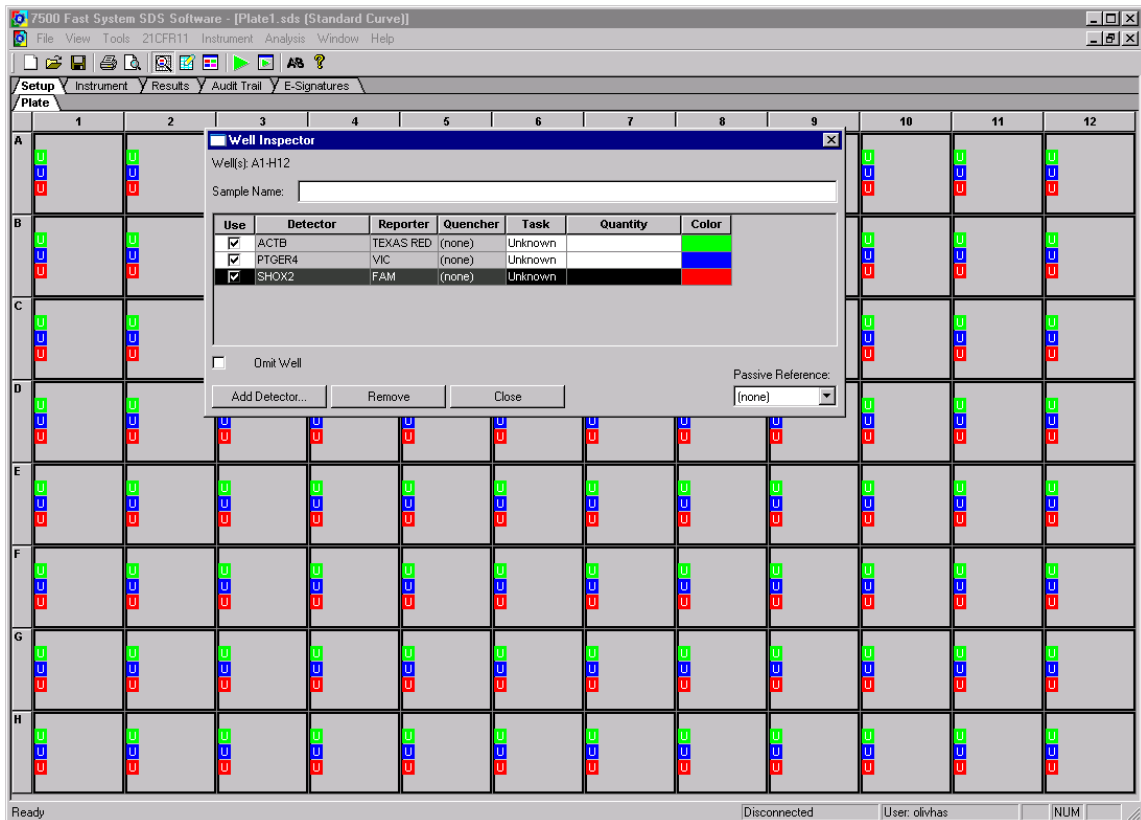 7500 Fast System SDS Software - [Plate1.sds (Standard Curve)]
File View Tools 21CFR11 Instrument Analysis Window Help
Setup Instrument Results Audit Trail E-Signatures
Plate
1 2 3 4 5 6 7 8 9 10 11 12
Well Inspector
Well(s): A1-H12
Sample Name:
Use Detector Reporter Quencher Task Quantity Color
ACTB TEXAS RED (none) Unknown
PTGER4 VIC (none) Unknown
SHOX2 FAM (none) Unknown
Omit Well
Passive Reference:
Add Detector... Remove Close (none)
A
U U U U U
U U U U U
U U U U U
B
U U U U U
U U U U U
U U U U U
C
U U U U U
U U U U U
U U U U U
D
U U U U U
U U U U U U U U U U U U
U U U U U U U U U U U U
E
U U U U U U U U U U U U
U U U U U U U U U U U U
U U U U U U U U U U U U
F
U U U U U U U U U U U U
U U U U U U U U U U U U
U U U U U U U U U U U U
G
U U U U U U U U U U U U
U U U U U U U U U U U U
U U U U U U U U U U U U
H
U U U U U U U U U U U U
U U U U U U U U U U U U
U U U U U U U U U U U U
Ready Disconnected User: olivhas NUM